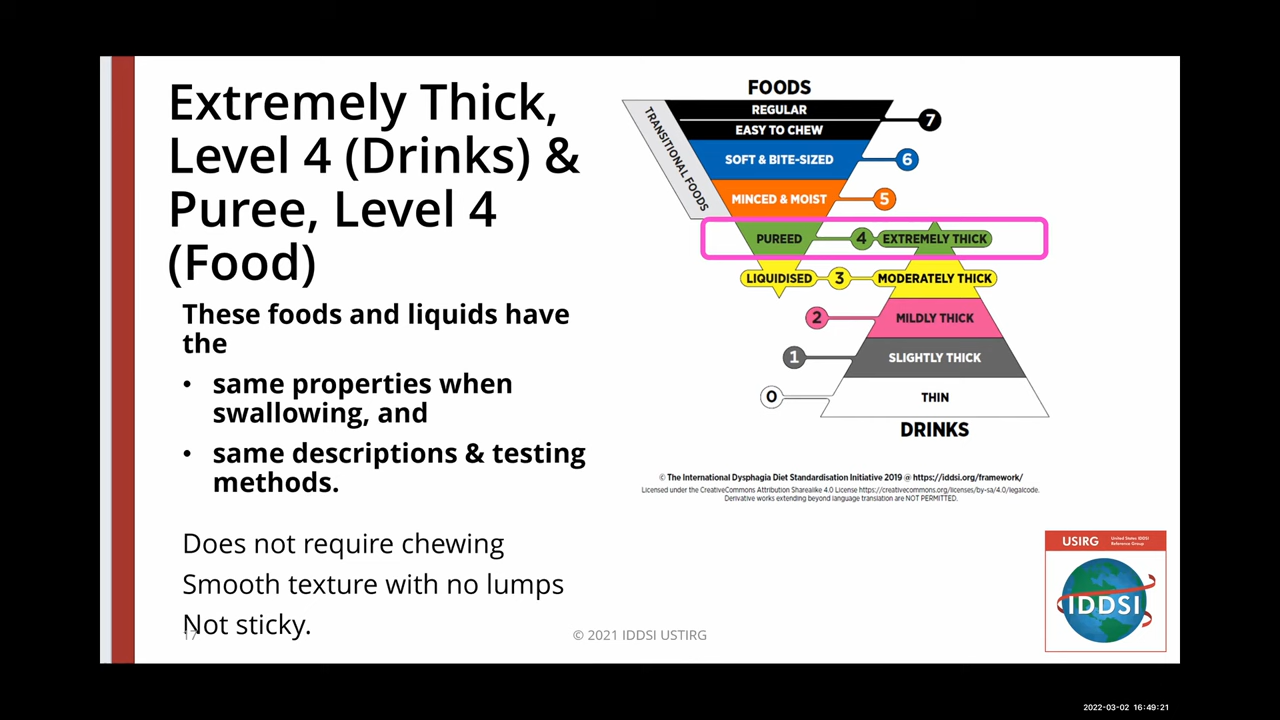 Extremely Thick,
Level 4 (Drinks) &
Puree, Level 4
(Food)
These foods and liquids have
the
• same properties when
swallowing, and
• same descriptions & testing
methods.
Does not require chewing
Smooth texture with no lumps
Not sticky.
17
© 2021 IDDSI USTIRG
FOODS
TRANSITIONAL FOODS
REGULAR
EASY TO CHEW
7
SOFT & BITE-SIZED
6
MINCED & MOIST
5
PUREED 4 EXTREMELY THICK
LIQUIDISED 3 MODERATELY THICK
2 MILDLY THICK
1 SLIGHTLY THICK
0 THIN
DRINKS
© The International Dysphagia Diet Standardisation Initiative 2019 @ https://iddsi.org/framework/
Licensed under the CreativeCommons Attribution Sharealike 4.0 License https://creativecommons.org/licenses/by-sa/4.0/legalcode.
Derivative works extending beyond language translation are NOT PERMITTED.
USIRG
United States IDDSI
Reference Group
IDDSI
2022-03-02 16:49:21